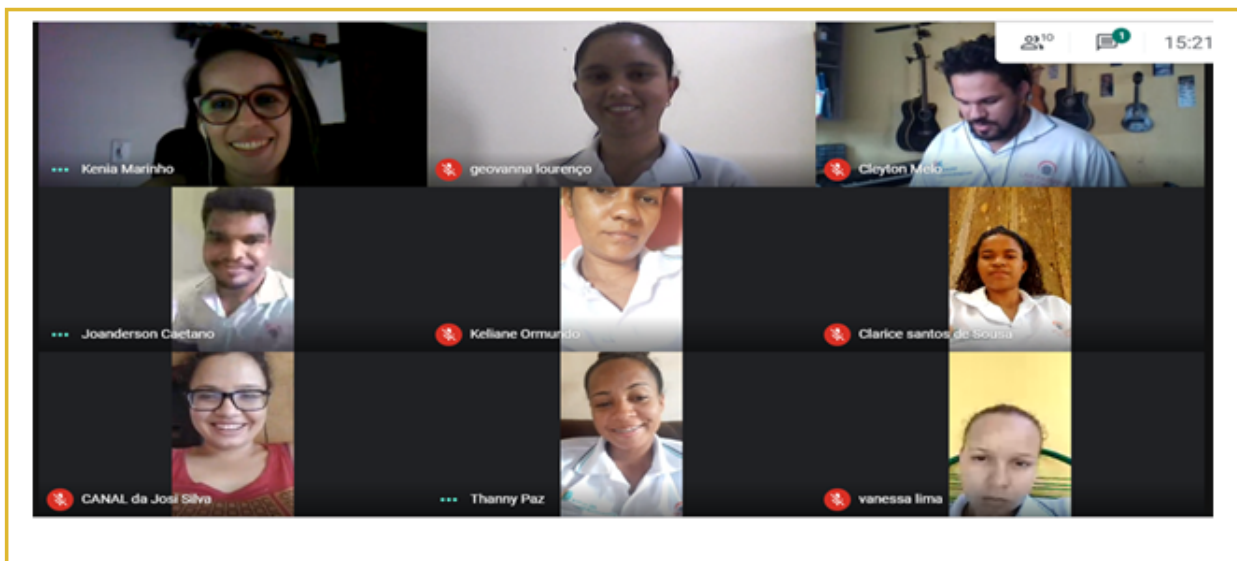 10
1
15:21
Kenia Marinho
geovanna lourenço
Cleyton Melo
Joanderson Caetano
Keliane Ormundo
Clarice santos de Sousa
CANAL da Josi Silva
Thanny Paz
vanessa lima